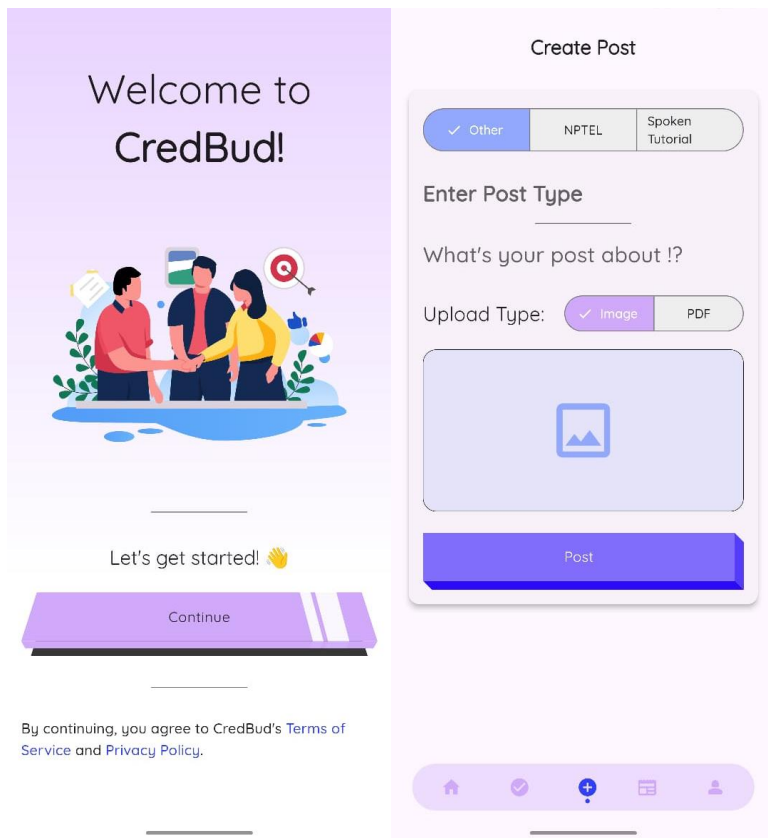 Welcome to
CredBud!
Let's get started! 👋
Continue
By continuing, you agree to CredBud's Terms of
Service and Privacy Policy.
Create Post
Other
NPTEL
Spoken
Tutorial
Enter Post Type
What's your post about !?
Upload Type:
Image
PDF
Post